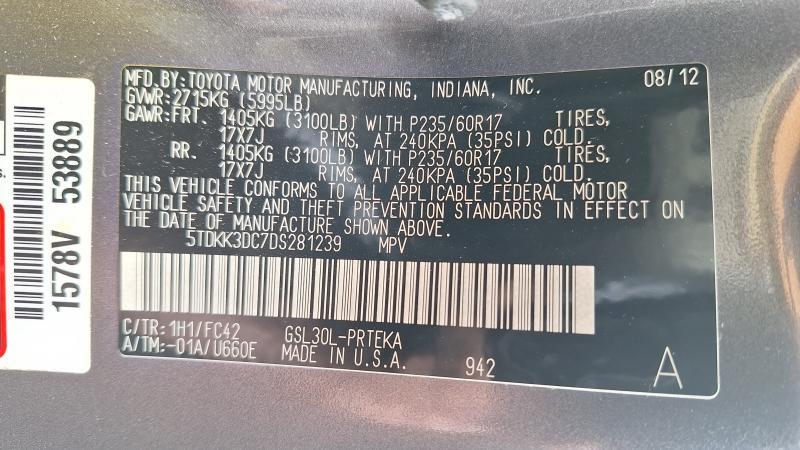 MFD.BY:TOYOTA MOTOR MANUFACTURING, INDIANA, INC. 08/12
GVWR:2715KG (5995LB)
GAWR:FRT. 1405KG (3100LB) WITH P235/60R17 TIRES,
17X7J RIMS, AT 240KPA (35PSI) COLD.
RR. 1405KG (3100LB) WITH P235/60R17 TIRES,
17X7J RIMS, AT 240KPA (35PSI) COLD.
THIS VEHICLE CONFORMS TO ALL APPLICABLE FEDERAL MOTOR
VEHICLE SAFETY AND THEFT PREVENTION STANDARDS IN EFFECT ON
THE DATE OF MANUFACTURE SHOWN ABOVE.
5TDKK3DC7DS281239 MPV
C/TR:1H1/FC42 GSL30L-PRTEKA
A/TM:-01A/U660E MADE IN U.S.A. 942 A
1578V 53889
s.